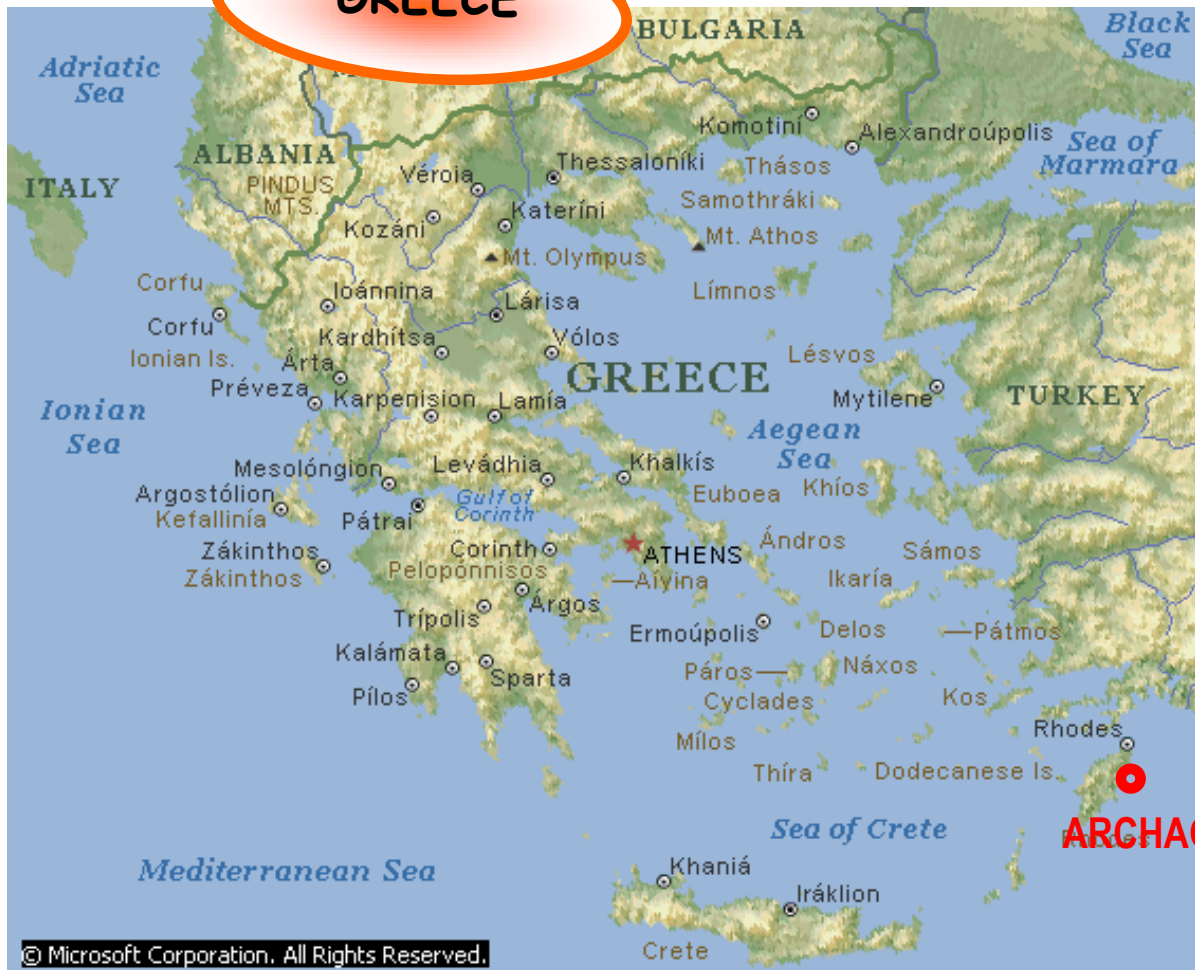 GREECE
BULGARIA
Black
Sea
Adriatic
Sea
Komotiní
Alexandroúpolis
Sea of
Marmara
ALBANIA
Thessaloníki
Thásos
ITALY
PINDUS
MTS.
Véroia
Samothráki
Kozáni
Kateríni
Mt. Athos
Mt. Olympus
Corfu
Ioánnina
Lárisa
Límnos
Corfu
Kardhítsa
Vólos
Ionian Is.
Árta
Lésvos
GREECE
Préveza
Karpenision
Lamía
Mytilene
TURKEY
Ionian
Sea
Aegean
Sea
Mesolóngion
Levádhia
Khalkís
Argostólion
Gulf of
Corinth
Euboea
Khíos
Kefallinía
Pátrai
Zákinthos
Corinth
ATHENS
Ándros
Sámos
Zákinthos
Pelopónnisos
Aíyina
Ikaría
Trípolis
Árgos
Ermoúpolis
Delos
Pátmos
Kalámata
Sparta
Páros
Náxos
Pílos
Cyclades
Kos
Mílos
Rhodes
Thíra
Dodecanese Is.
Sea of Crete
Rhodes
Mediterranean Sea
Khaniá
Iráklion
Crete
© Microsoft Corporation. All Rights Reserved.